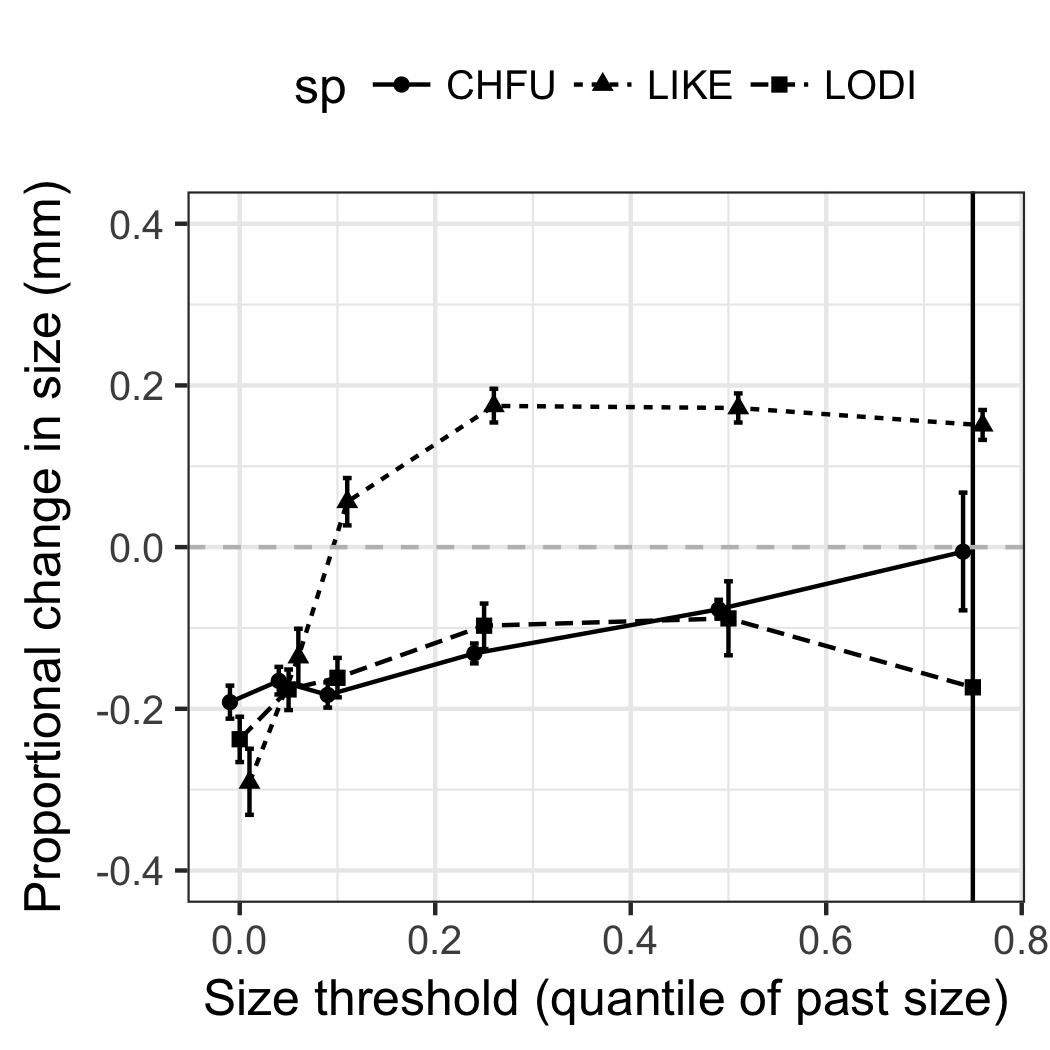 sp CHFU LIKE LODI
Proportional change in size (mm)
0.4
0.2
0.0
-0.2
-0.4
0.0 0.2 0.4 0.6 0.8
Size threshold (quantile of past size)